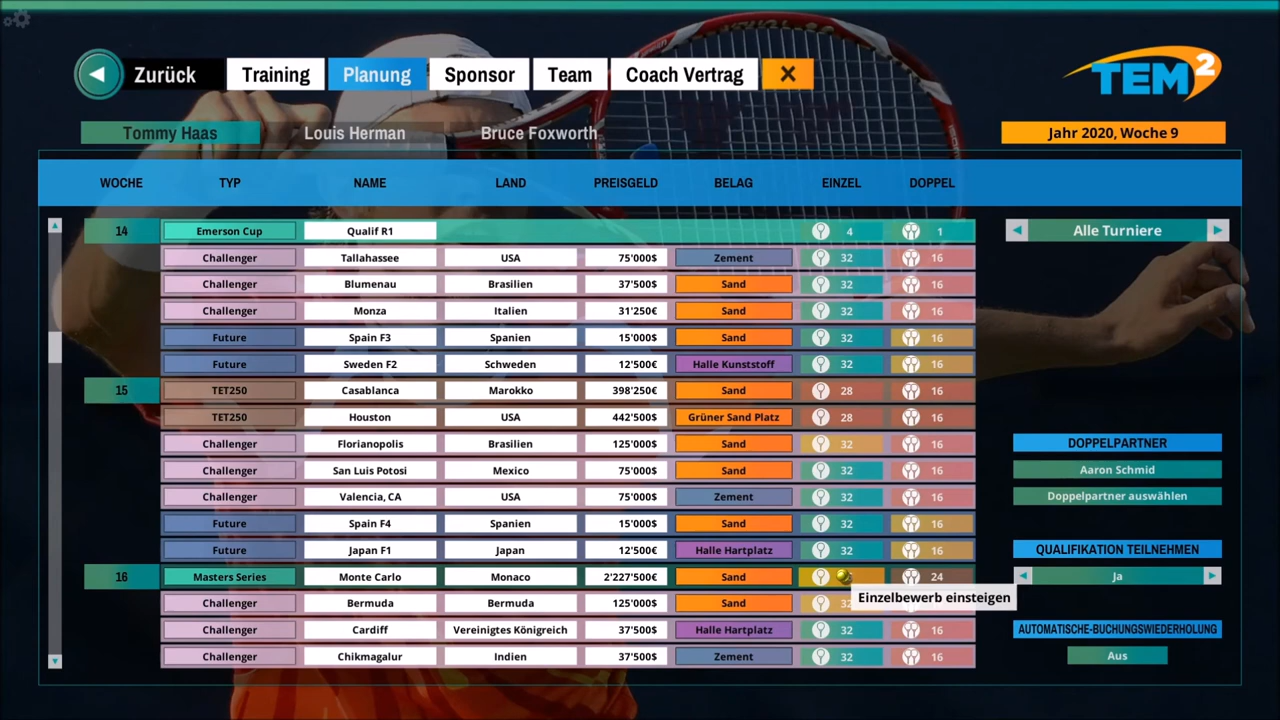 Zurück Training Planung Sponsor Team Coach Vertrag ✕ TEM2
Tommy Haas Louis Herman Bruce Foxworth Jahr 2020, Woche 9
WOCHE TYP NAME LAND PREISGELD BELAG EINZEL DOPPEL
14 Emerson Cup Qualif R1 4 1 Alle Turniere
Challenger Tallahassee USA 75'000$ Zement 32 16
Challenger Blumenau Brasilien 37'500$ Sand 32 16
Challenger Monza Italien 31'250€ Sand 32 16
Future Spain F3 Spanien 15'000$ Sand 32 16
Future Sweden F2 Schweden 12'500€ Halle Kunststoff 32 16
15 TET250 Casablanca Marokko 398'250€ Sand 28 16
TET250 Houston USA 442'500$ Grüner Sand Platz 28 16
Challenger Florianopolis Brasilien 125'000$ Sand 32 16 DOPPELPARTNER
Challenger San Luis Potosi Mexico 75'000$ Sand 32 16 Aaron Schmid
Challenger Valencia, CA USA 75'000$ Zement 32 16 Doppelpartner auswählen
Future Spain F4 Spanien 15'000$ Sand 32 16
Future Japan F1 Japan 12'500€ Halle Hartplatz 32 16 QUALIFIKATION TEILNEHMEN
16 Masters Series Monte Carlo Monaco 2'227'500€ Sand 24 Ja
Einzelbewerb einsteigen
Challenger Bermuda Bermuda 125'000$ Sand 32
Challenger Cardiff Vereinigtes Königreich 37'500$ Halle Hartplatz 32 16 AUTOMATISCHE-BUCHUNGSWIEDERHOLUNG
Challenger Chikmagalur Indien 37'500$ Zement 32 16 Aus